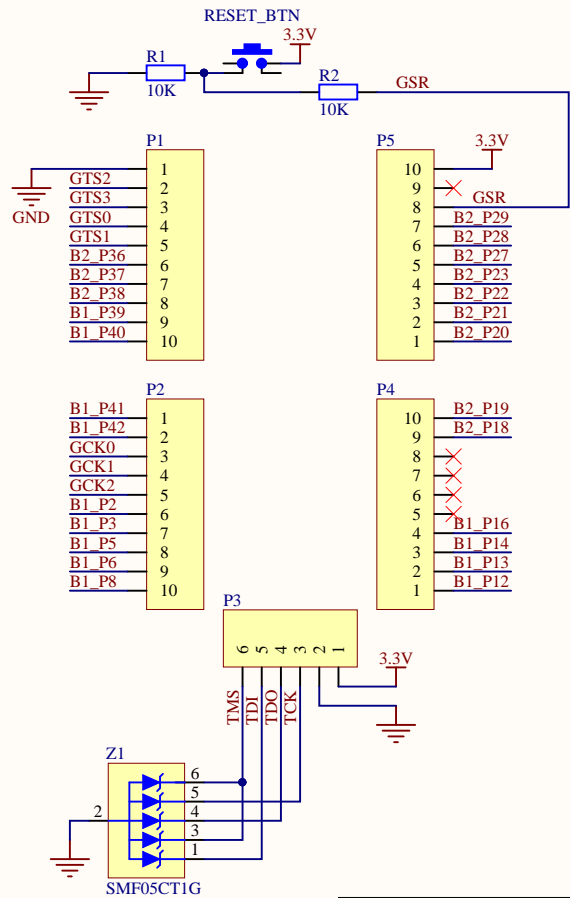 RESET_BTN
3.3V
R1
10K
R2
10K
GSR
P1
1
GTS2 2
GTS3 3
GTS0 4
GTS1 5
B2_P36 6
B2_P37 7
B2_P38 8
B1_P39 9
B1_P40 10
GND
P5
3.3V
10
9
8 GSR
7 B2_P29
6 B2_P28
5 B2_P27
4 B2_P23
3 B2_P22
2 B2_P21
1 B2_P20
P2
B1_P41 1
B1_P42 2
GCK0 3
GCK1 4
GCK2 5
B1_P2 6
B1_P3 7
B1_P5 8
B1_P6 9
B1_P8 10
P4
10 B2_P19
9 B2_P18
8
7
6
5
4 B1_P16
3 B1_P14
2 B1_P13
1 B1_P12
P3
6 5 4 3 2 1
TMS
TDI
TDO
TCK
3.3V
Z1
6
5
2 4
3
1
SMF05CT1G